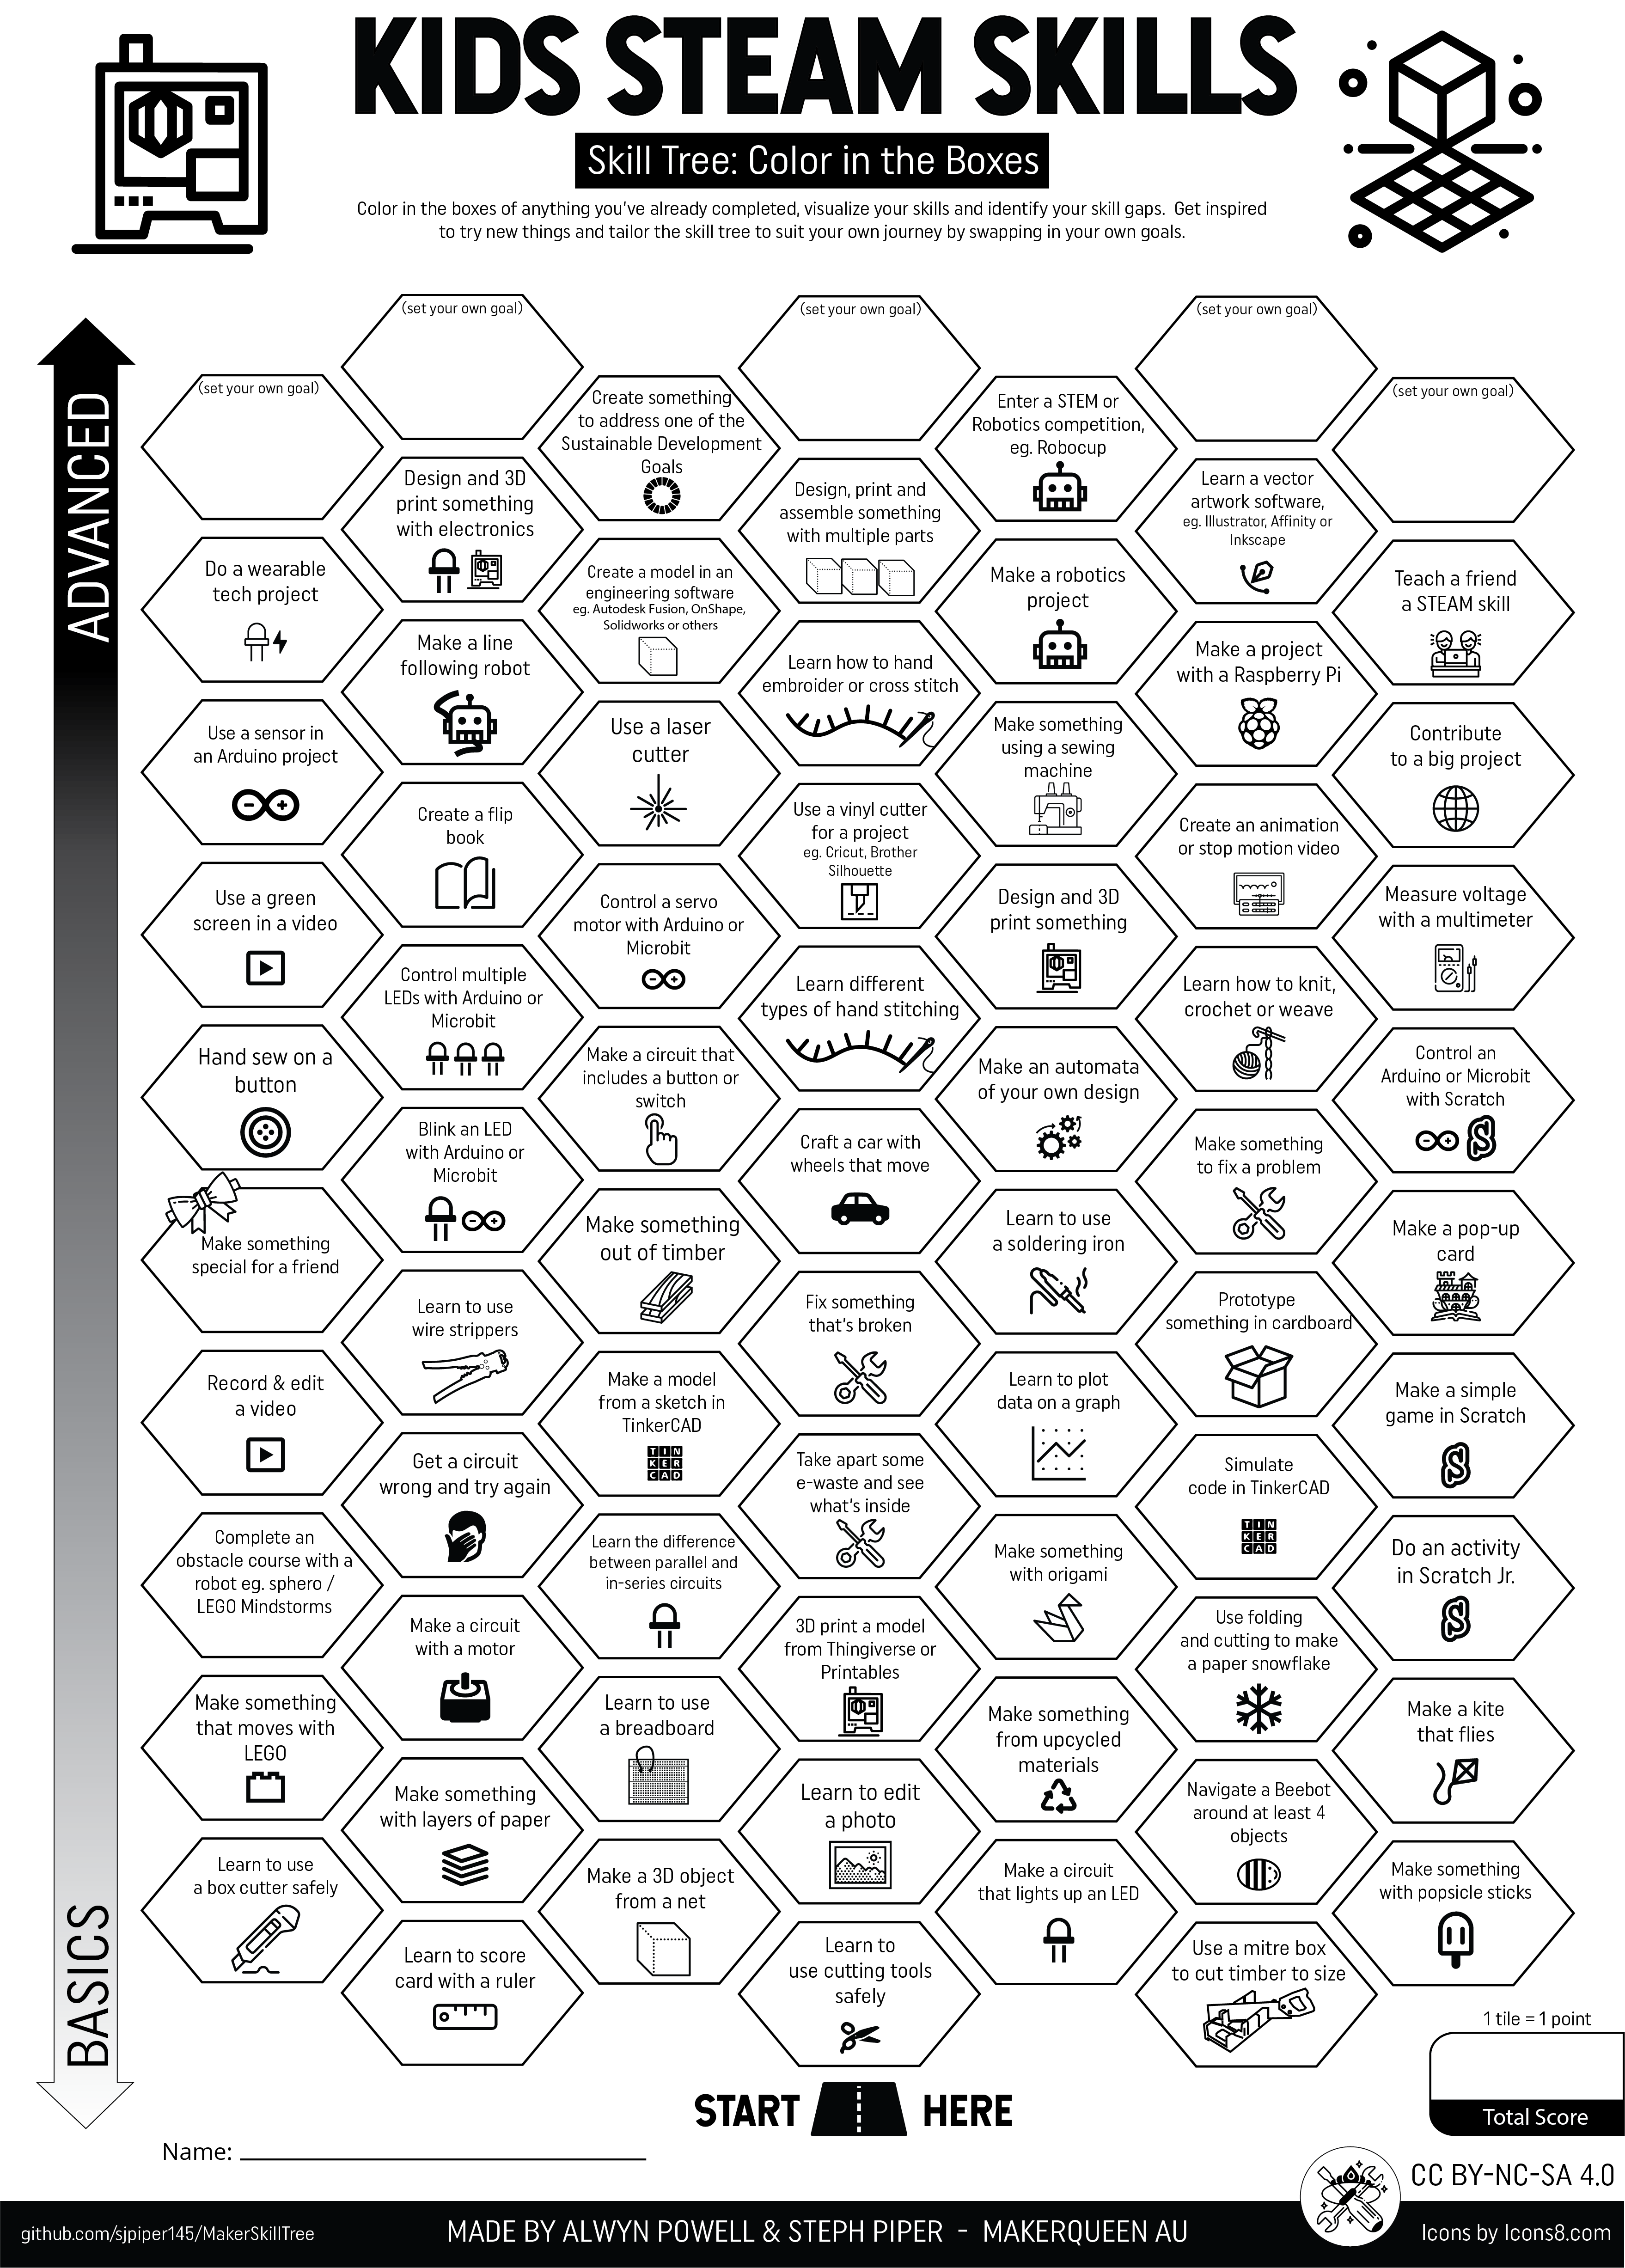 KIDS STEAM SKILLS
Skill Tree: Color in the Boxes
Color in the boxes of anything you've already completed, visualize your skills and identify your skill gaps. Get inspired
to try new things and tailor the skill tree to suit your own journey by swapping in your own goals.
ADVANCED
BASICS
(set your own goal)
(set your own goal)
(set your own goal)
(set your own goal)
(set your own goal)
Create something
to address one of the
Sustainable Development
Goals
Enter a STEM or
Robotics competition,
eg. Robocup
Design and 3D
print something
with electronics
Design, print and
assemble something
with multiple parts
Learn a vector
artwork software,
eg. Illustrator, Affinity or
Inkscape
Do a wearable
tech project
Create a model in an
engineering software
eg. Autodesk Fusion, OnShape,
Solidworks or others
Make a robotics
project
Teach a friend
a STEAM skill
Make a line
following robot
Learn how to hand
embroider or cross stitch
Make a project
with a Raspberry Pi
Use a sensor in
an Arduino project
Use a laser
cutter
Make something
using a sewing
machine
Contribute
to a big project
Create a flip
book
Use a vinyl cutter
for a project
eg. Cricut, Brother
Silhouette
Create an animation
or stop motion video
Use a green
screen in a video
Control a servo
motor with Arduino or
Microbit
Design and 3D
print something
Measure voltage
with a multimeter
Control multiple
LEDs with Arduino or
Microbit
Learn different
types of hand stitching
Learn how to knit,
crochet or weave
Hand sew on a
button
Make a circuit that
includes a button or
switch
Make an automata
of your own design
Control an
Arduino or Microbit
with Scratch
Blink an LED
with Arduino or
Microbit
Craft a car with
wheels that move
Make something
to fix a problem
Make something
special for a friend
Make something
out of timber
Learn to use
a soldering iron
Make a pop-up
card
Learn to use
wire strippers
Fix something
that's broken
Prototype
something in cardboard
Record & edit
a video
Make a model
from a sketch in
TinkerCAD
TIN
KER
CAD
Learn to plot
data on a graph
Make a simple
game in Scratch
Get a circuit
wrong and try again
Take apart some
e-waste and see
what's inside
Simulate
code in TinkerCAD
TIN
KER
CAD
Complete an
obstacle course with a
robot eg. sphero /
LEGO Mindstorms
Learn the difference
between parallel and
in-series circuits
Make something
with origami
Do an activity
in Scratch Jr.
Make a circuit
with a motor
3D print a model
from Thingiverse or
Printables
Use folding
and cutting to make
a paper snowflake
Make something
that moves with
LEGO
Learn to use
a breadboard
Make something
from upcycled
materials
Make a kite
that flies
Make something
with layers of paper
Learn to edit
a photo
Navigate a Beebot
around at least 4
objects
Learn to use
a box cutter safely
Make a 3D object
from a net
Make a circuit
that lights up an LED
Make something
with popsicle sticks
Learn to score
card with a ruler
Learn to
use cutting tools
safely
Use a mitre box
to cut timber to size
1 tile = 1 point
Total Score
START HERE
Name:
CC BY-NC-SA 4.0
github.com/sjpiper145/MakerSkillTree
MADE BY ALWYN POWELL & STEPH PIPER - MAKERQUEEN AU
Icons by Icons8.com